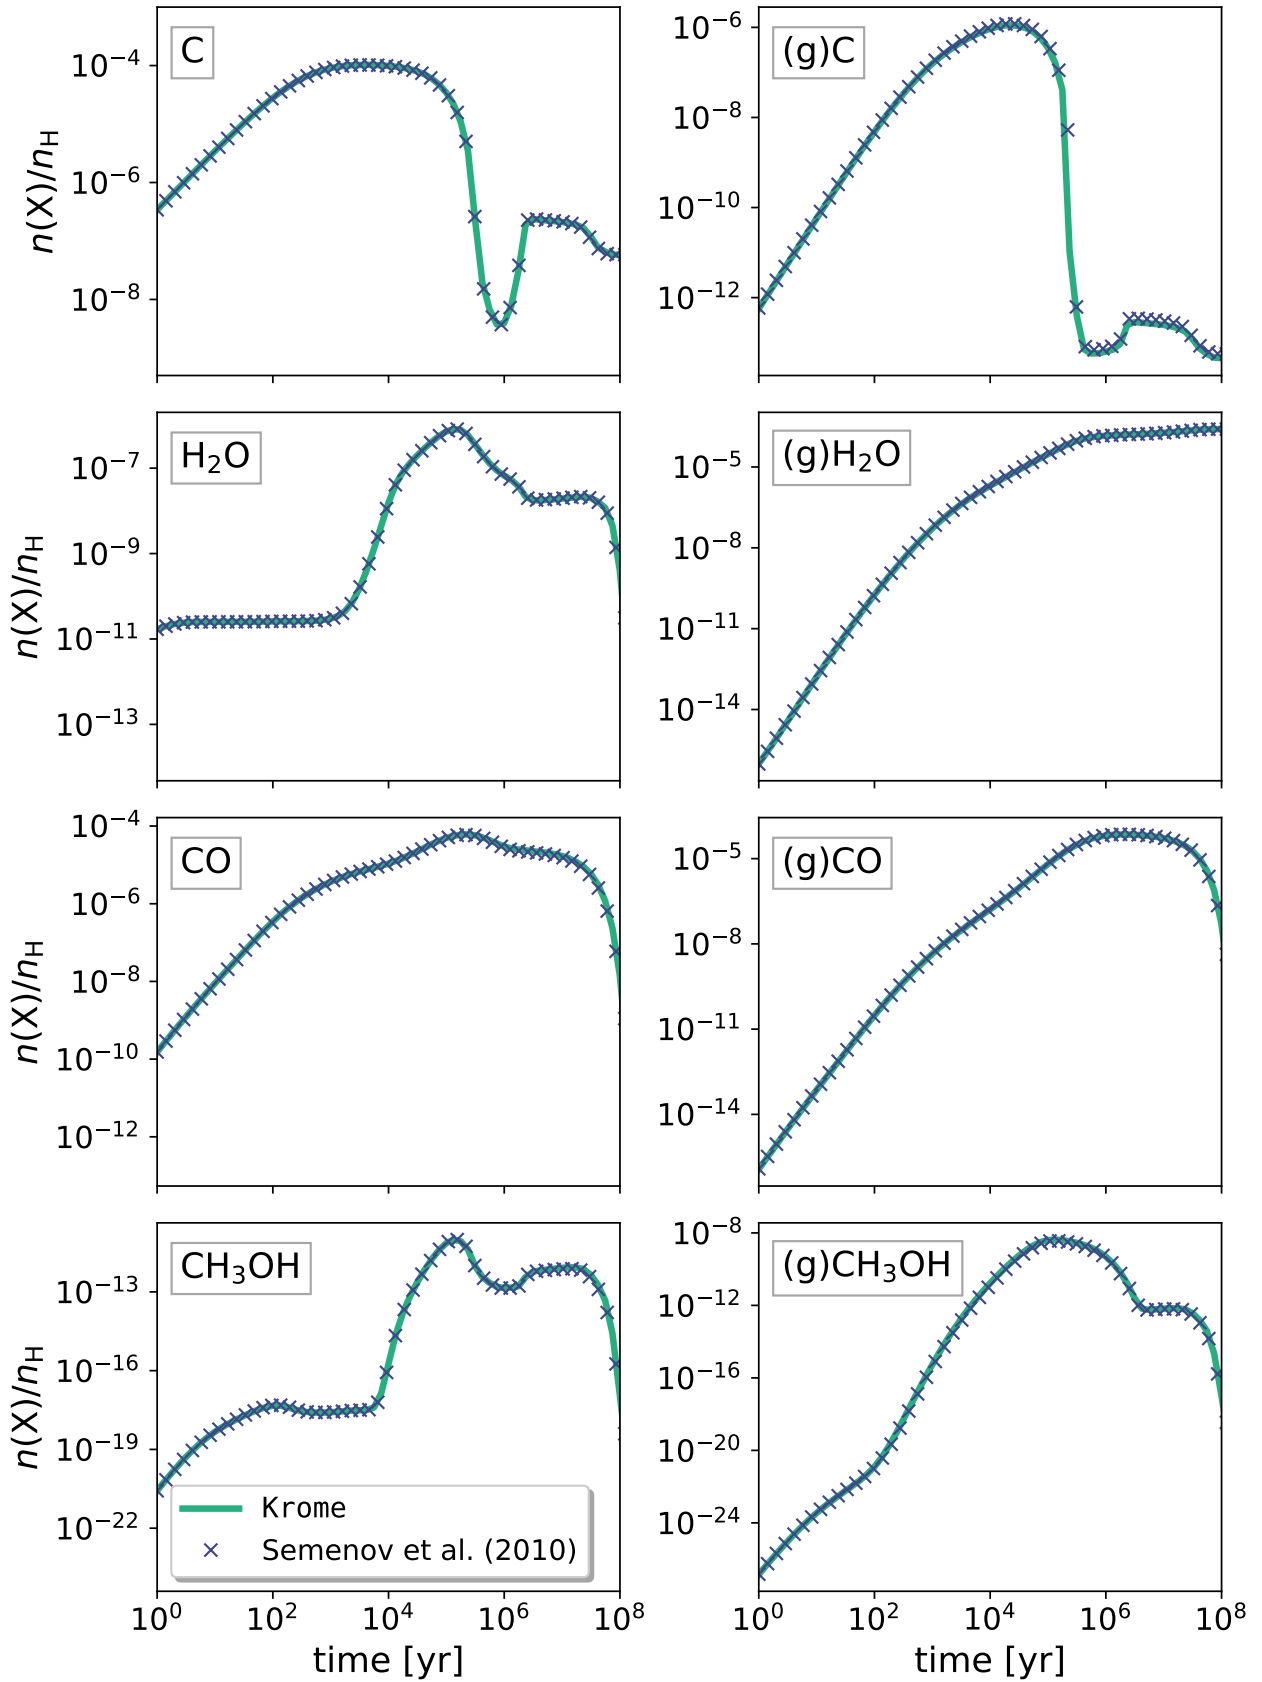 C
(g)C
10⁻⁴
10⁻⁶
10⁻⁸
n(X)/n_H
10⁻⁶
10⁻⁸
10⁻¹⁰
10⁻¹²
H₂O
(g)H₂O
10⁻⁷
10⁻⁹
10⁻¹¹
10⁻¹³
n(X)/n_H
10⁻⁵
10⁻⁸
10⁻¹¹
10⁻¹⁴
CO
(g)CO
10⁻⁴
10⁻⁶
10⁻⁸
10⁻¹⁰
10⁻¹²
n(X)/n_H
10⁻⁵
10⁻⁸
10⁻¹¹
10⁻¹⁴
CH₃OH
(g)CH₃OH
10⁻¹³
10⁻¹⁶
10⁻¹⁹
10⁻²²
n(X)/n_H
10⁻⁸
10⁻¹²
10⁻¹⁶
10⁻²⁰
10⁻²⁴
Krome
Semenov et al. (2010)
10⁰ 10² 10⁴ 10⁶ 10⁸
10⁰ 10² 10⁴ 10⁶ 10⁸
time [yr]
time [yr]